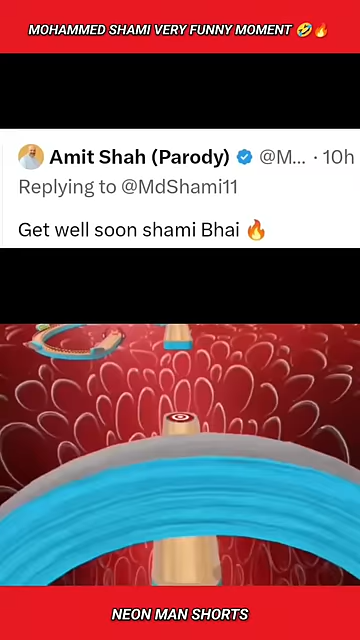 MOHAMMED SHAMI VERY FUNNY MOMENT 🤣🔥
Amit Shah (Parody) @M... · 10h
Replying to @MdShami11
Get well soon shami Bhai 🔥
NEON MAN SHORTS